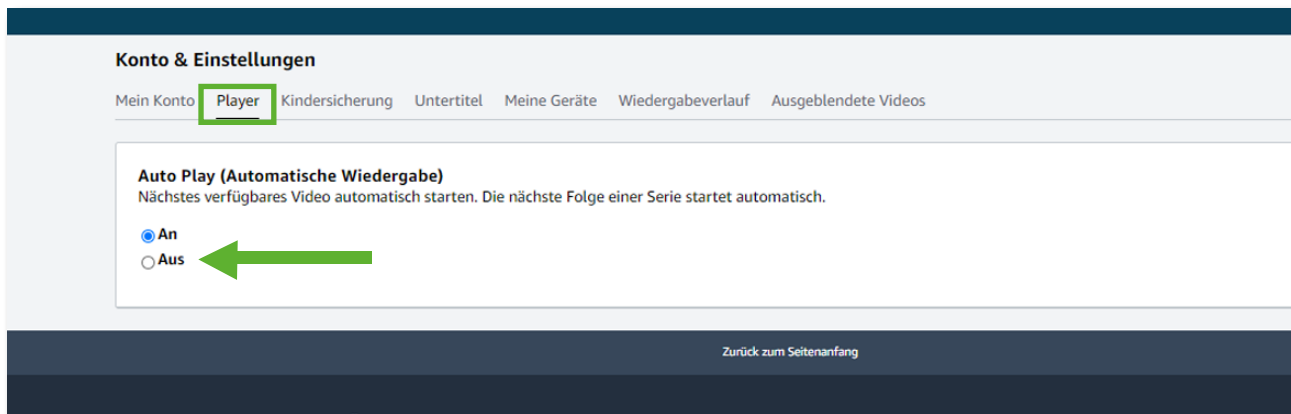 Konto & Einstellungen
Mein Konto Player Kindersicherung Untertitel Meine Geräte Wiedergabeverlauf Ausgeblendete Videos
Auto Play (Automatische Wiedergabe)
Nächstes verfügbares Video automatisch starten. Die nächste Folge einer Serie startet automatisch.
An
Aus
Zurück zum Seitenanfang